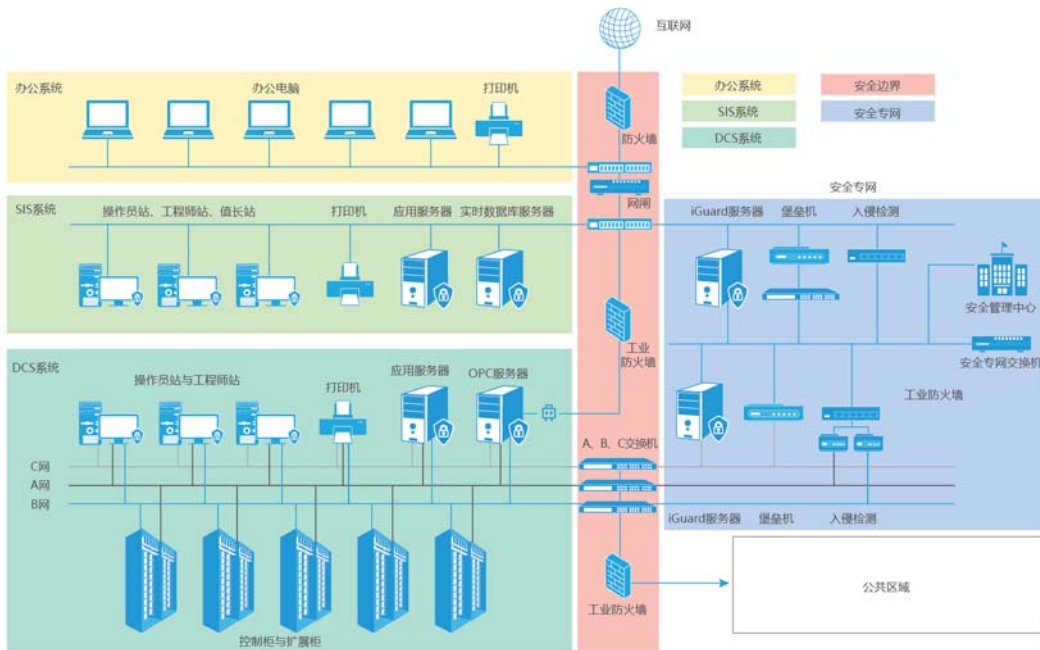 互联网
办公系统
办公电脑
打印机
防火墙
办公系统
安全边界
SIS系统
安全专网
DCS系统
安全专网
SIS系统
操作员站、工程师站、值长站
打印机
应用服务器
实时数据库服务器
网闸
iGuard服务器
堡垒机
入侵检测
安全管理中心
工业
防火墙
安全专网交换机
DCS系统
操作员站与工程师站
打印机
应用服务器
OPC服务器
工业防火墙
A、B、C交换机
C网
A网
B网
iGuard服务器
堡垒机
入侵检测
工业防火墙
公共区域
控制柜与扩展柜